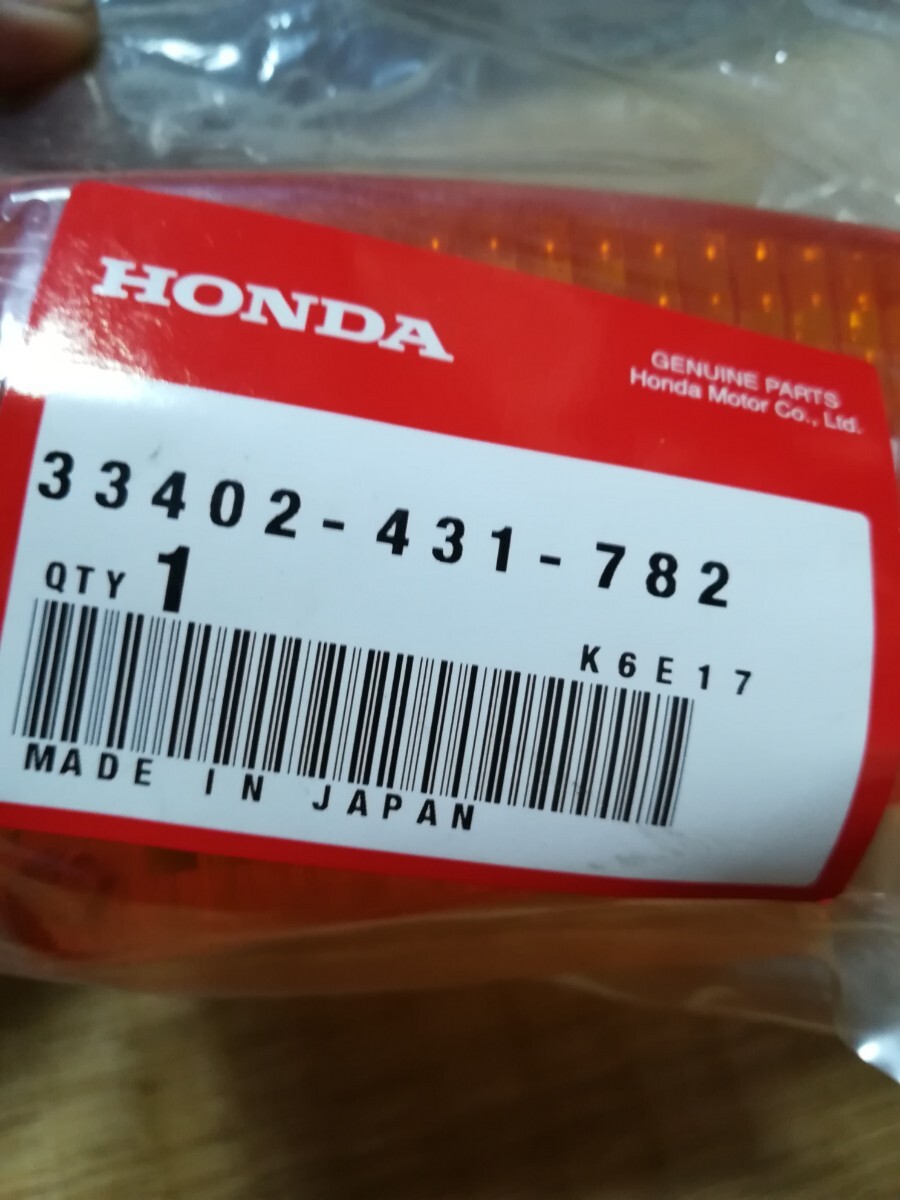 HONDA
GENUINE PARTS
Honda Motor Co., Ltd.
33402-431-782
QTY 1
K6E17
MADE IN JAPAN